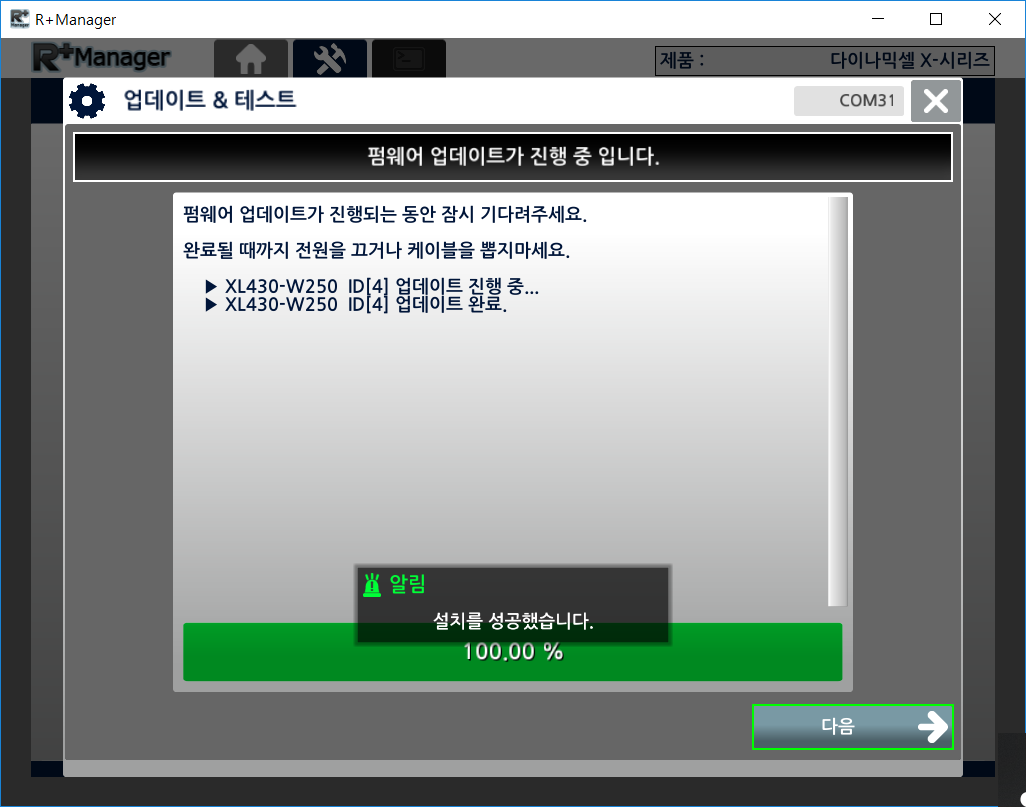 R+Manager
R+Manager
제품 : 다이나믹셀 X-시리즈
업데이트 & 테스트
COM31
펌웨어 업데이트가 진행 중 입니다.
펌웨어 업데이트가 진행되는 동안 잠시 기다려주세요.
완료될 때까지 전원을 끄거나 케이블을 뽑지마세요.
▶ XL430-W250 ID[4] 업데이트 진행 중...
▶ XL430-W250 ID[4] 업데이트 완료.
알림
설치를 성공했습니다.
100.00 %
다음